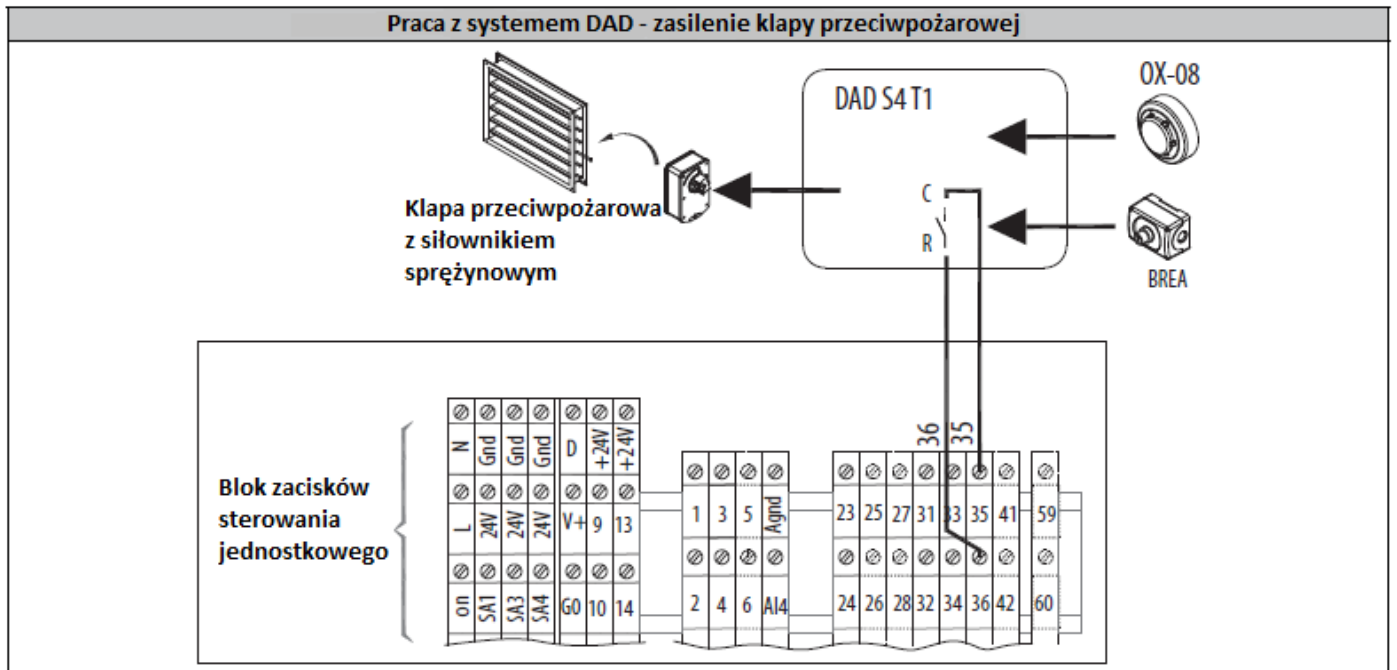 Praca z systemem DAD - zasilenie klapy przeciwpożarowej
OX-08
DAD S4 T1
Klapa przeciwpożarowa
z siłownikiem
sprężynowym
C
R
BREA
36 35
Blok zacisków
sterowania
jednostkowego
N Gnd Gnd Gnd D +24V +24V
L 24V 24V 24V V+ 9 13
on SA1 SA3 SA4 G0 10 14
1 3 5 Agnd 23 25 27 31 33 35 41 59
2 4 6 AI4 24 26 28 32 34 36 42 60